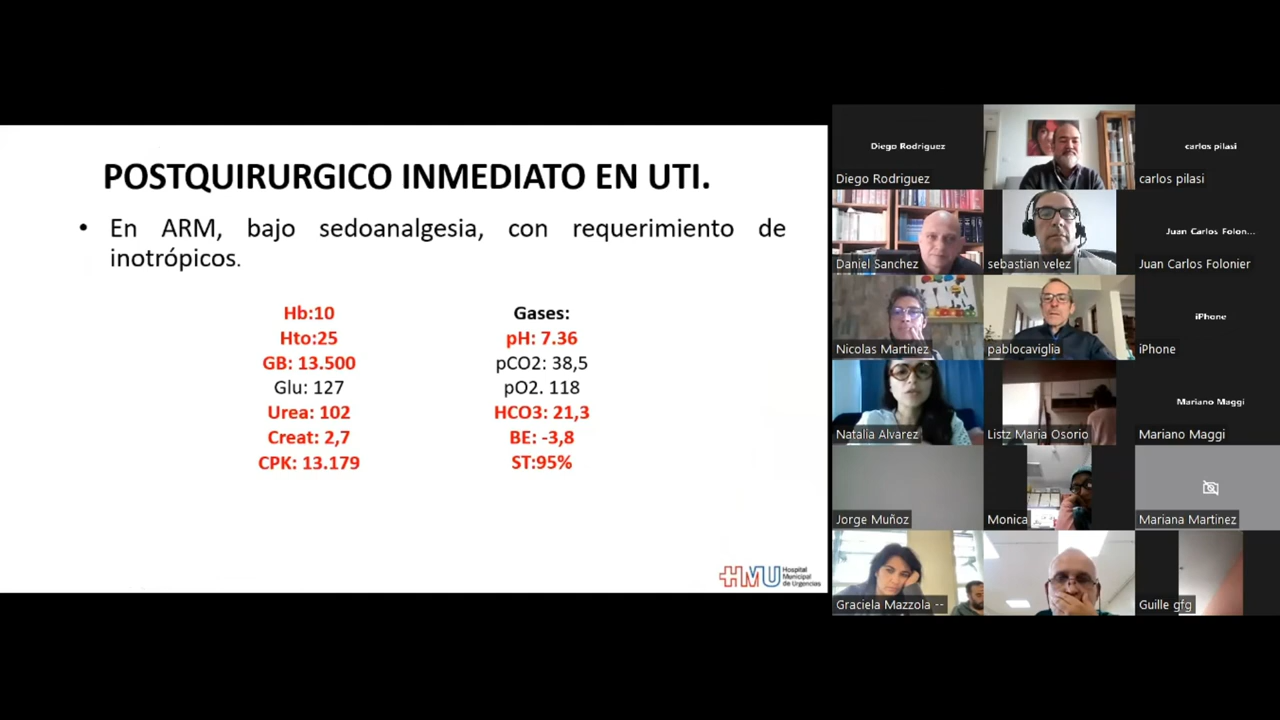 POSTQUIRURGICO INMEDIATO EN UTI.
• En ARM, bajo sedoanalgesia, con requerimiento de
inotrópicos.
Hb:10
Hto:25
GB: 13.500
Glu: 127
Urea: 102
Creat: 2,7
CPK: 13.179
Gases:
pH: 7.36
pCO2: 38,5
pO2. 118
HCO3: 21,3
BE: -3,8
ST:95%
HMU Hospital
Municipal
de Urgencias
Diego Rodriguez
Diego Rodriguez
carlos pilasi
carlos pilasi
Daniel Sanchez
sebastian velez
Juan Carlos Folon...
Juan Carlos Folonier
Nicolas Martinez
pablocaviglia
iPhone
iPhone
Natalia Alvarez
Listz Maria Osorio
Mariano Maggi
Mariano Maggi
Jorge Muñoz
Monica
Mariana Martinez
Graciela Mazzola --
Guille gfg